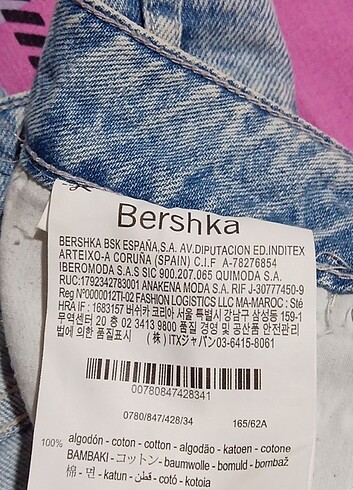 Bershka
BERSHKA BSK ESPAÑA.S.A. AV.DIPUTACION ED.INDITEX
ARTEIXO-A CORUÑA (SPAIN) C.I.F A-78276854
IBEROMODA S.A.S SIC 900.207.065 QUIMODA S.A.
RUC:1792342783001 ANAKENA MODA S.A. RIF J-30777450-9
Reg Nº0000012TI-02 FASHION LOGISTICS LLC MA-MAROC : Sté
HRA IF : 1683157 버쉬카 코리아 서울 특별시 강남구 삼성동 159-1
무역센터 20 층 02 3413 9800 품질 경영 및 공산품 안전관리
법에 의한 품질표시 (株) ITXジャパン03-6415-8061
00780847428341
0780/847/428/34 165/62A
100% algodón - coton - cotton - algodão - katoen - cotone
BAMBAKI - コットン - baumwolle - bomuld - bombaž
棉 - 면 - katun - قطن - cotó - kotoia